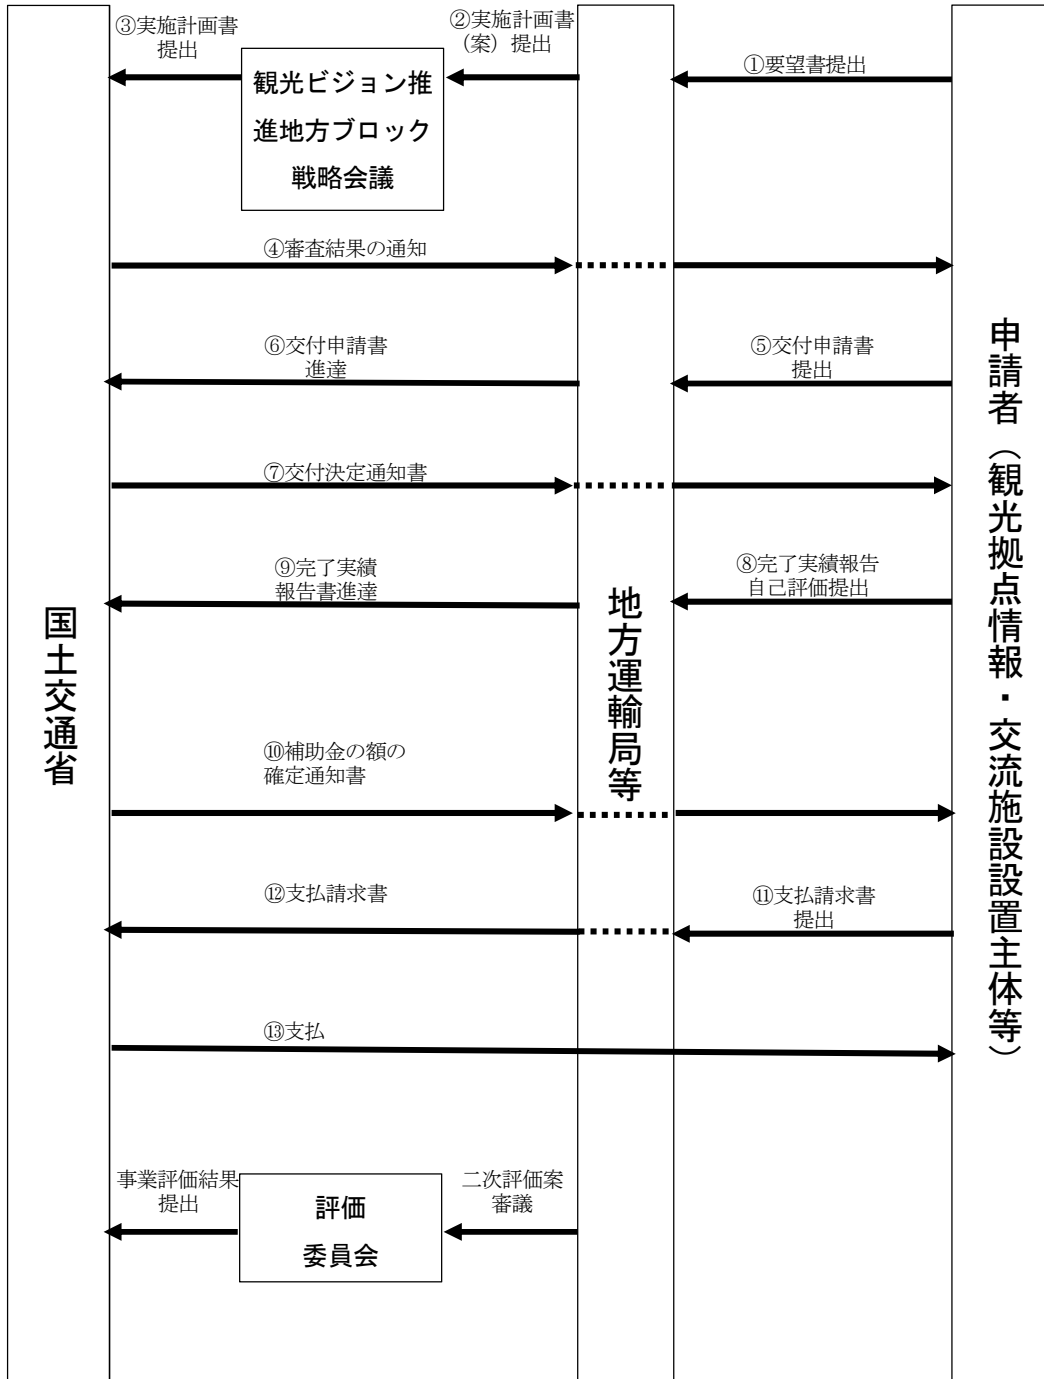 ③実施計画書
提出
②実施計画書
（案）提出
①要望書提出
観光ビジョン推
進地方ブロック
戦略会議
④審査結果の通知
⑥交付申請書
進達
⑤交付申請書
提出
⑦交付決定通知書
⑨完了実績
報告書進達
⑧完了実績報告
自己評価提出
国土交通省
地方運輸局等
申請者（観光拠点情報・交流施設設置主体等）
⑩補助金の額の
確定通知書
⑫支払請求書
⑪支払請求書
提出
⑬支払
事業評価結果
提出
評価
委員会
二次評価案
審議